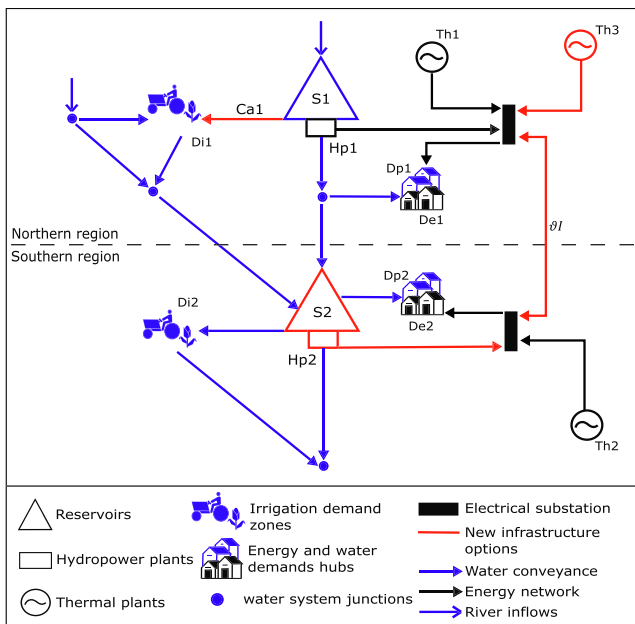 Th1
Th3
S1
Ca1
Di1
Hp1
Dp1
De1
Northern region
ϑI
Southern region
Di2
S2
Dp2
De2
Hp2
Th2
Reservoirs
Irrigation demand
zones
Electrical substation
New infrastructure
options
Hydropower plants
Energy and water
demands hubs
Water conveyance
Energy network
Thermal plants
water system junctions
River inflows